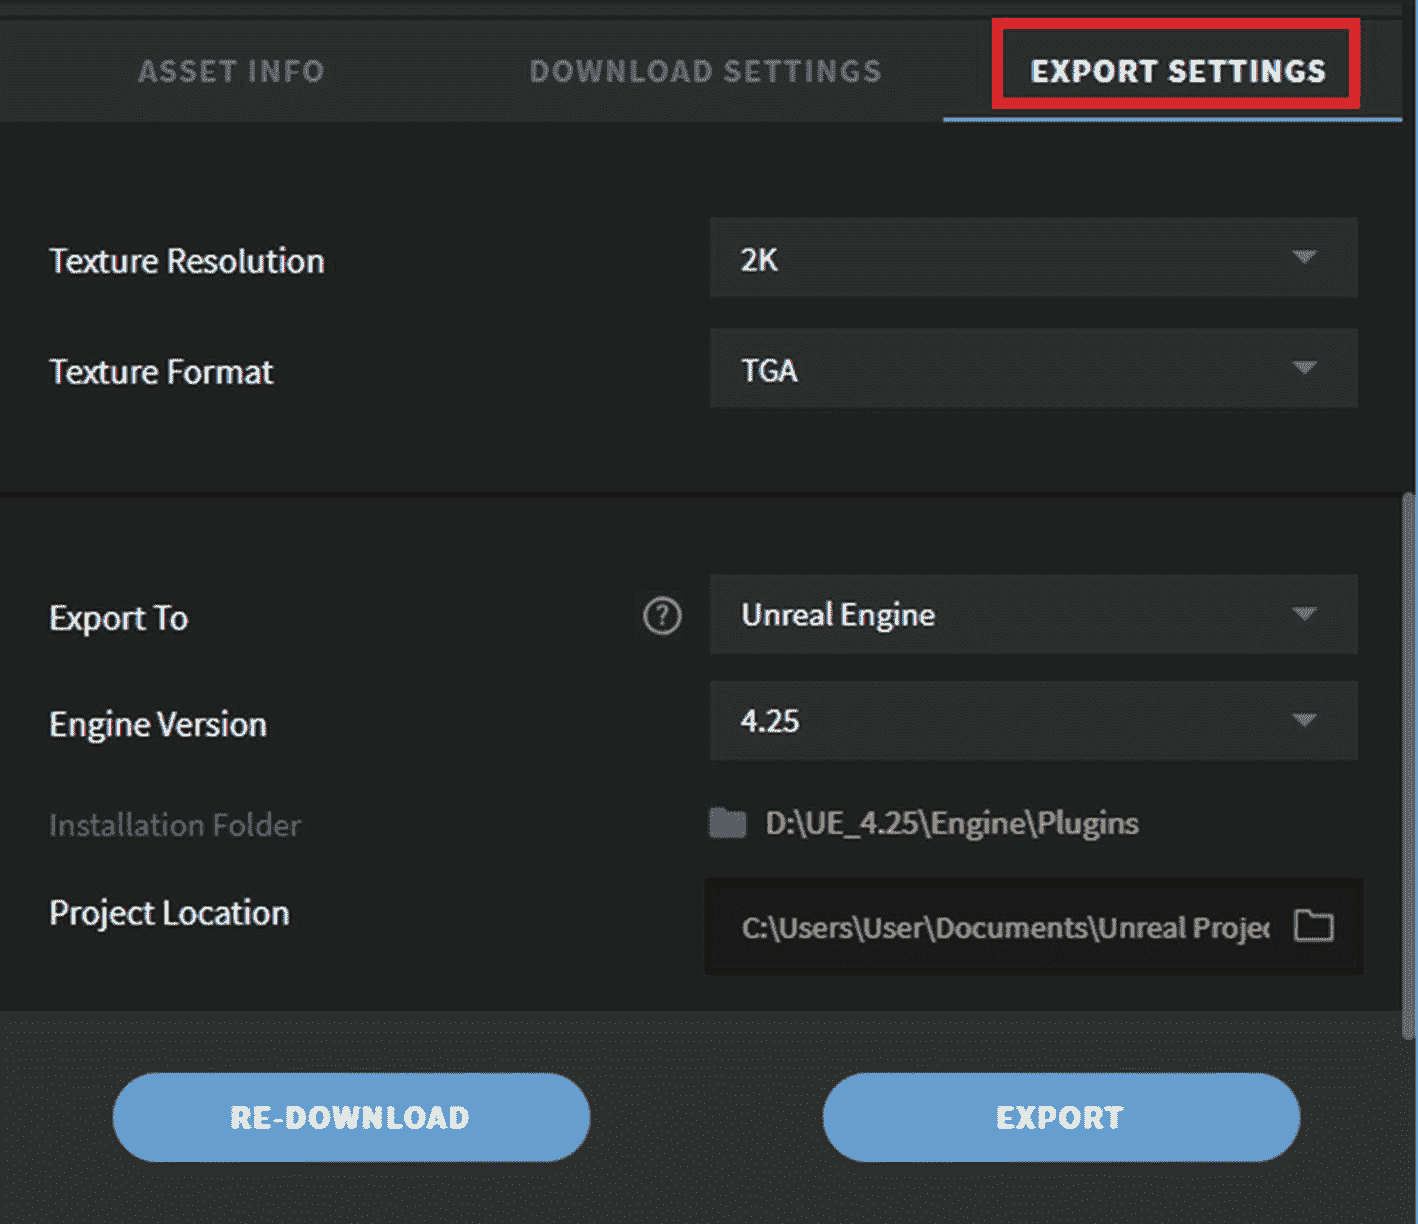 ASSET INFO DOWNLOAD SETTINGS EXPORT SETTINGS
Texture Resolution 2K
Texture Format TGA
Export To ? Unreal Engine
Engine Version 4.25
Installation Folder D:\UE_4.25\Engine\Plugins
Project Location C:\Users\User\Documents\Unreal Projec
RE-DOWNLOAD EXPORT